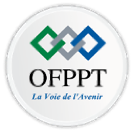 OFPPT
La Voie de l'Avenir